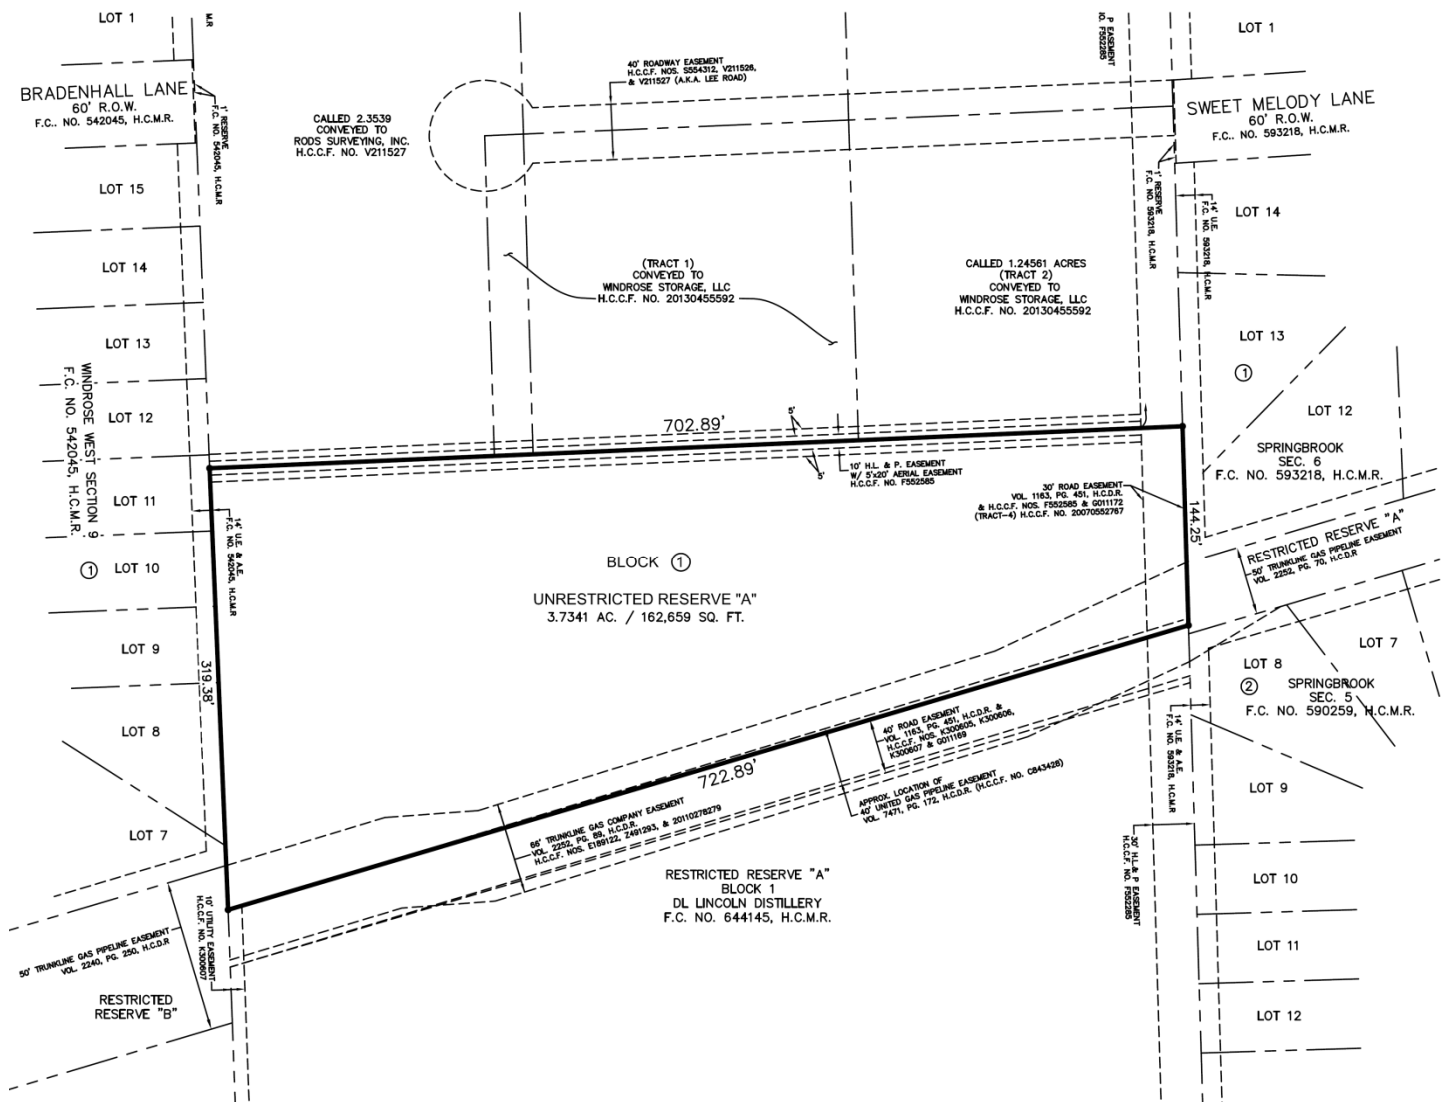 LOT 1
M.R
P EASEMENT
LOT 1
BRADENHALL LANE
60' R.O.W.
F.C.. NO. 542045, H.C.M.R.
1' RESERVE
F.C. NO. 542045, H.C.M.R
CALLED 2.3539
CONVEYED TO
RODS SURVEYING, INC.
H.C.C.F. NO. V211527
40' ROADWAY EASEMENT
H.C.C.F. NOS. S554312, V211526,
& V211527 (A.K.A. LEE ROAD)
SWEET MELODY LANE
60' R.O.W.
F.C.. NO. 593218, H.C.M.R.
1' RESERVE
F.C. NO. 593218, H.C.M.R
14' U.E.
F.C. NO. 593218, H.C.M.R
LOT 15
LOT 14
LOT 13
LOT 12
LOT 11
LOT 10
LOT 9
LOT 8
LOT 7
WINDROSE WEST SECTION 9
F.C. NO. 542045, H.C.M.R.
1
(TRACT 1)
CONVEYED TO
WINDROSE STORAGE, LLC
H.C.C.F. NO. 20130455592
CALLED 1.24561 ACRES
(TRACT 2)
CONVEYED TO
WINDROSE STORAGE, LLC
H.C.C.F. NO. 20130455592
LOT 14
LOT 13
1
LOT 12
SPRINGBROOK
SEC. 6
F.C. NO. 593218, H.C.M.R.
702.89'
5'
5'
10' H.L. & P. EASEMENT
W/ 5'x20' AERIAL EASEMENT
H.C.C.F. NO. F552585
30' ROAD EASEMENT
VOL. 1163, PG. 451, H.C.D.R.
& H.C.C.F. NOS. F552585 & G011172
(TRACT-4) H.C.C.F. NO. 20070552767
144.25'
RESTRICTED RESERVE "A"
50' TRUNKLINE GAS PIPELINE EASEMENT
VOL. 2252, PG. 70, H.C.D.R
14' U.E. & A.E.
F.C. NO. 542045, H.C.M.R
BLOCK 1
UNRESTRICTED RESERVE "A"
3.7341 AC. / 162,659 SQ. FT.
319.38'
722.89'
40' ROAD EASEMENT
VOL. 1163, PG. 451, H.C.D.R. &
H.C.C.F. NOS. K300605, K300606,
K300607 & G011169
APPROX. LOCATION OF
40' UNITED GAS PIPELINE EASEMENT
VOL. 7471, PG. 172, H.C.D.R. (H.C.C.F. NO. C843428)
66' TRUNKLINE GAS COMPANY EASEMENT
VOL. 2252, PG. 89, H.C.D.R.
H.C.C.F. NOS. E189122, Z491293, & 20110278279
LOT 7
LOT 8
2
SPRINGBROOK
SEC. 5
F.C. NO. 590259, H.C.M.R.
14' U.E. & A.E.
F.C. NO. 593218, H.C.M.R
LOT 9
LOT 10
LOT 11
LOT 12
30' H.L.& P EASEMENT
H.C.C.F. NO. F552285
RESTRICTED RESERVE "A"
BLOCK 1
DL LINCOLN DISTILLERY
F.C. NO. 644145, H.C.M.R.
10' UTILITY EASEMENT
H.C.C.F. NO. K300607
50' TRUNKLINE GAS PIPELINE EASEMENT
VOL. 2240, PG. 250, H.C.D.R
RESTRICTED
RESERVE "B"